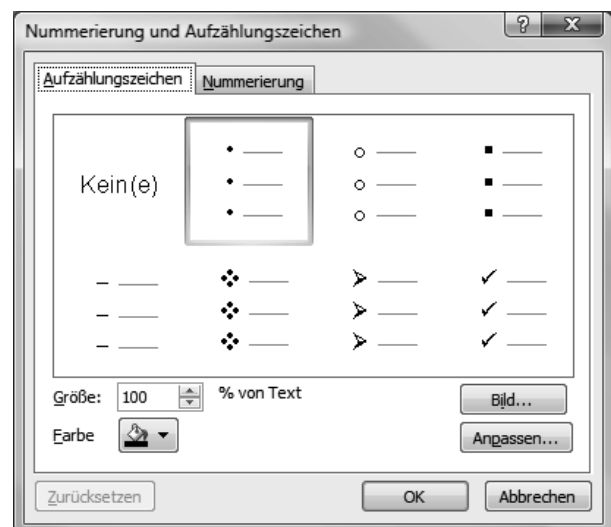 Nummerierung und Aufzählungszeichen
Aufzählungszeichen
Nummerierung
Kein(e)
Größe:
100
% von Text
Bild...
Farbe
Anpassen...
Zurücksetzen
OK
Abbrechen